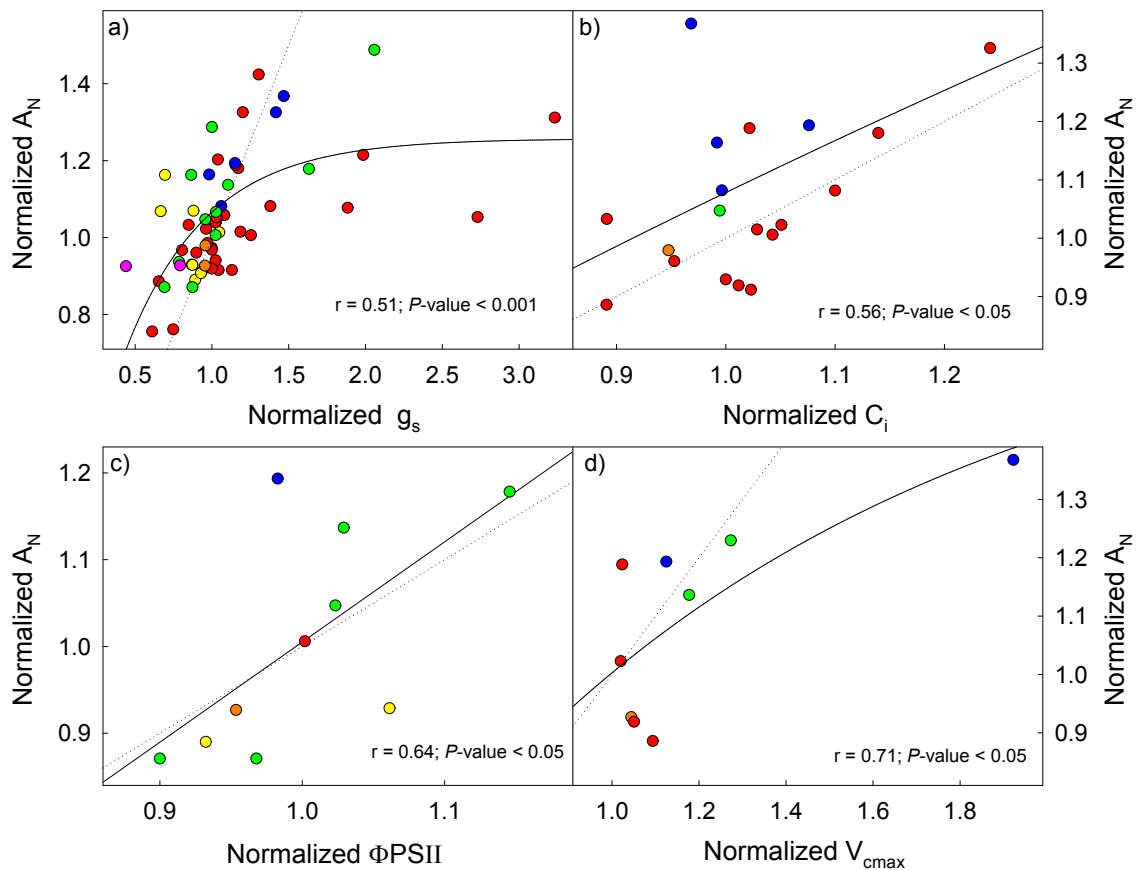 a)
Normalized A_N
1.4
1.2
1.0
0.8
r = 0.51; P-value < 0.001
0.5 1.0 1.5 2.0 2.5 3.0
Normalized g_s
b)
Normalized A_N
1.3
1.2
1.1
1.0
0.9
r = 0.56; P-value < 0.05
0.9 1.0 1.1 1.2
Normalized C_i
c)
Normalized A_N
1.2
1.1
1.0
0.9
r = 0.64; P-value < 0.05
0.9 1.0 1.1
Normalized ΦPSII
d)
Normalized A_N
1.3
1.2
1.1
1.0
0.9
r = 0.71; P-value < 0.05
1.0 1.2 1.4 1.6 1.8
Normalized V_cmax